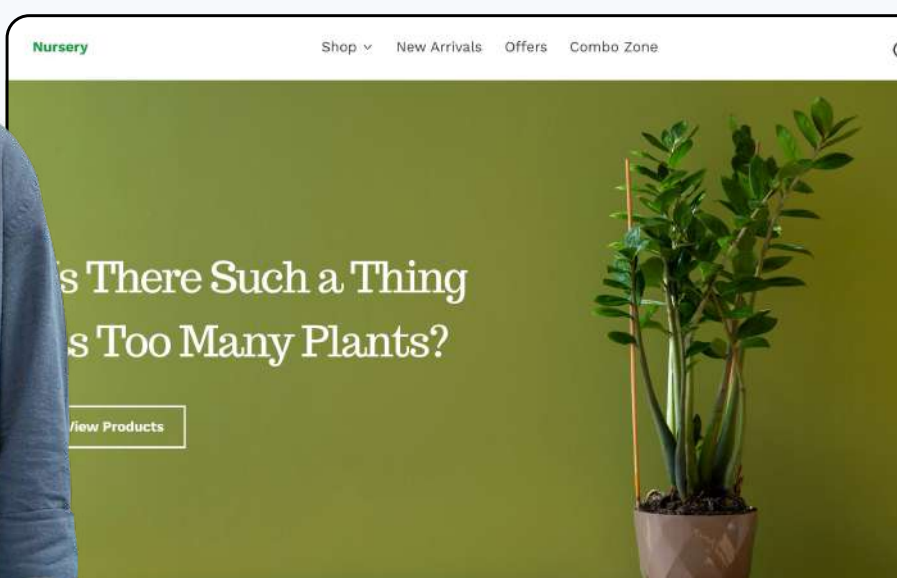 Nursery
Shop New Arrivals Offers Combo Zone
s There Such a Thing
s Too Many Plants?
View Products